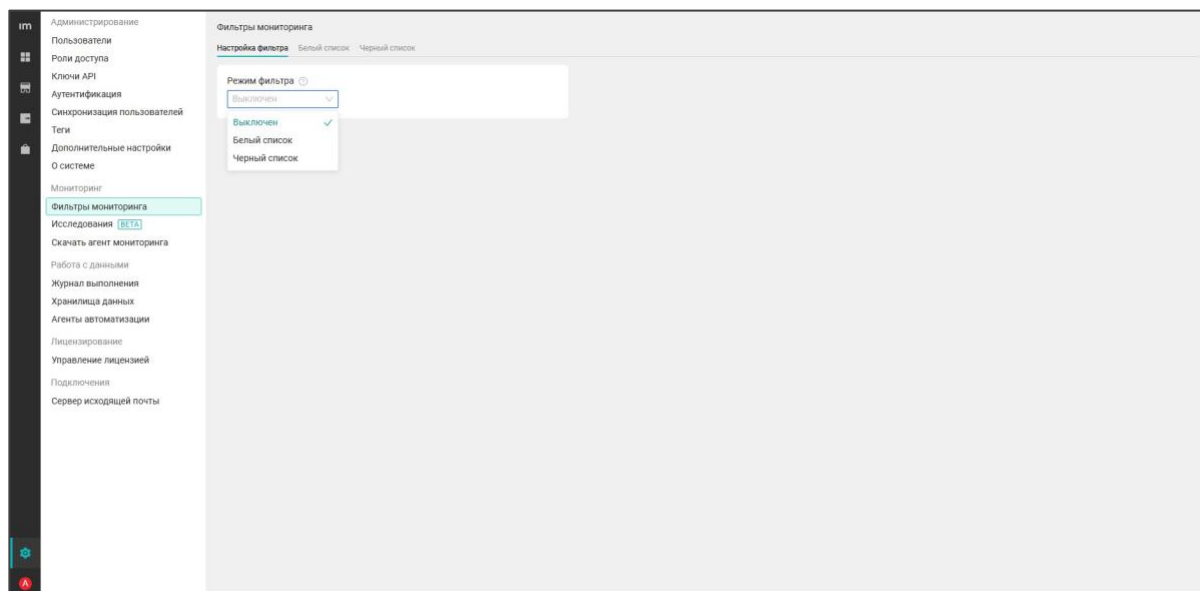 ım
Администрирование
Пользователи
Роли доступа
Ключи API
Аутентификация
Синхронизация пользователей
Теги
Дополнительные настройки
О системе
Мониторинг
Фильтры мониторинга
Исследования BETA
Скачать агент мониторинга
Работа с данными
Журнал выполнения
Хранилища данных
Агенты автоматизации
Лицензирование
Управление лицензией
Подключения
Сервер исходящей почты
A
Фильтры мониторинга
Настройка фильтра Белый список Черный список
Режим фильтра ?
Выключен
Выключен
Белый список
Черный список